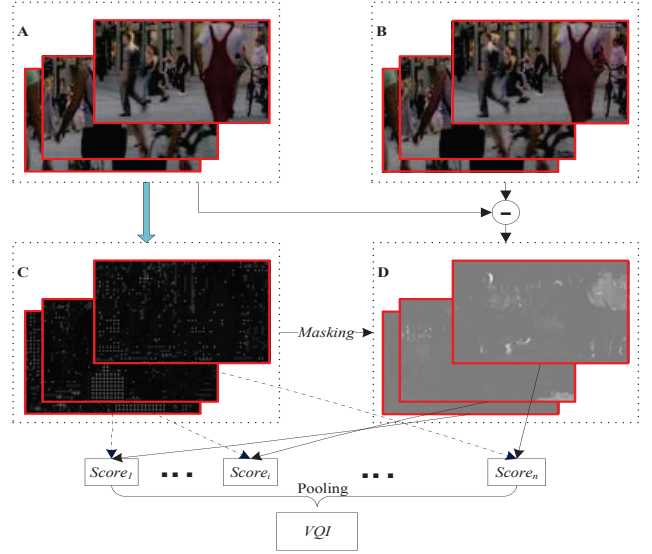 A
B
C
D
Masking
Score1
Scorei
Scoren
Pooling
VQI